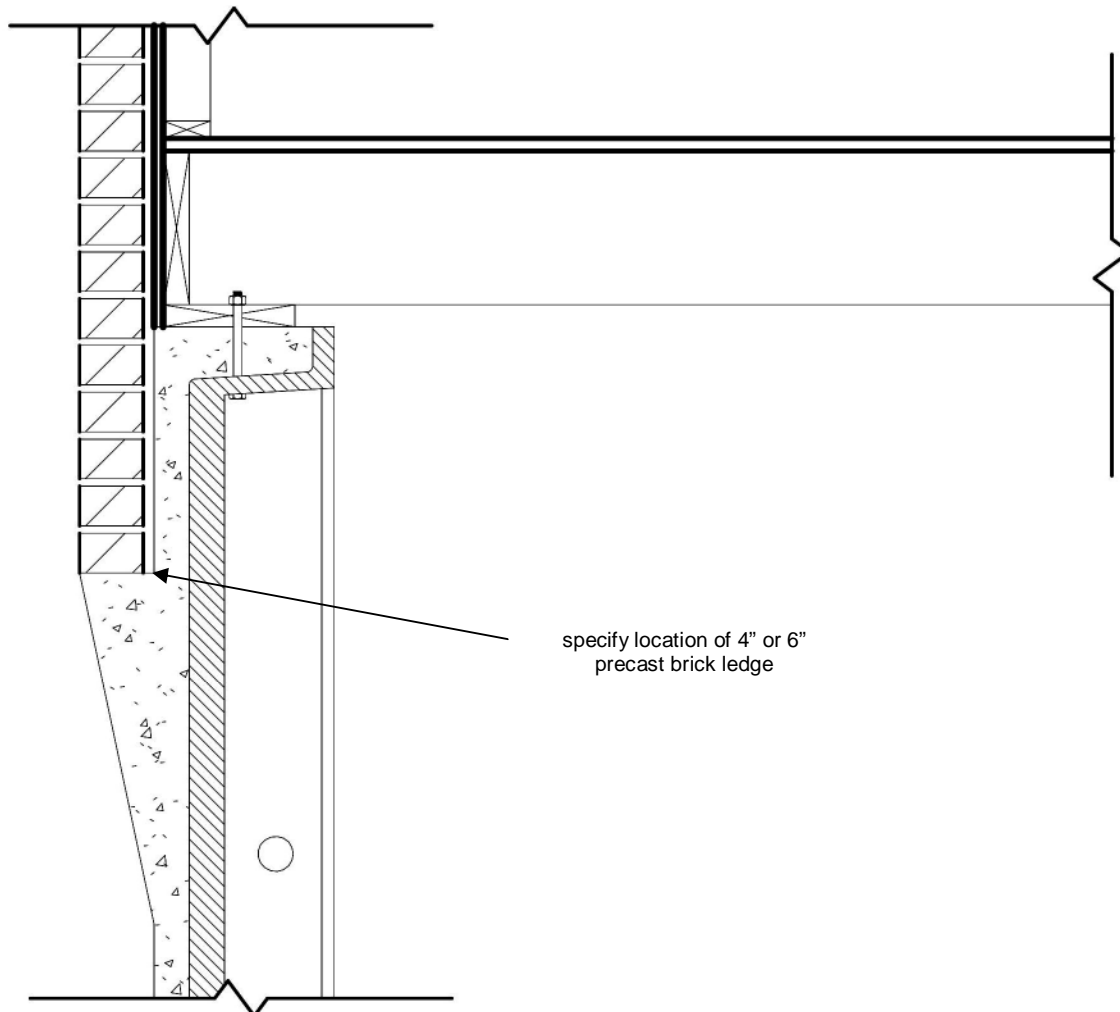 specify location of 4” or 6”
precast brick ledge